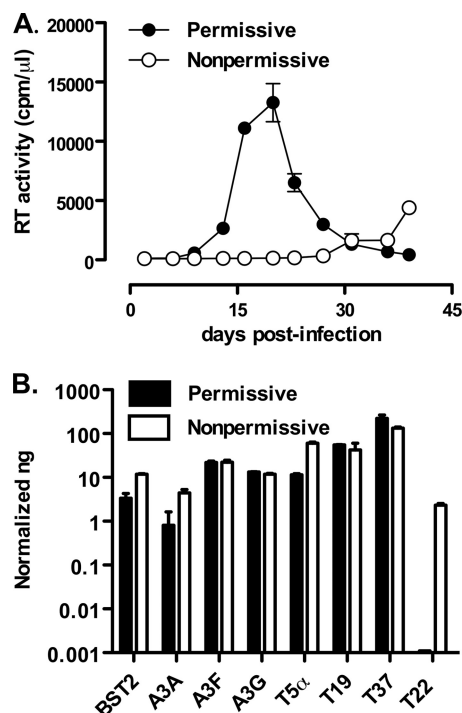 A.
20000
15000
10000
5000
0
RT activity (cpm/μl)
Permissive
Nonpermissive
0 15 30 45
days post-infection
B.
1000
100
10
1
0.1
0.01
0.001
Normalized ng
Permissive
Nonpermissive
BST2 A3A A3F A3G T5α T19 T37 T22